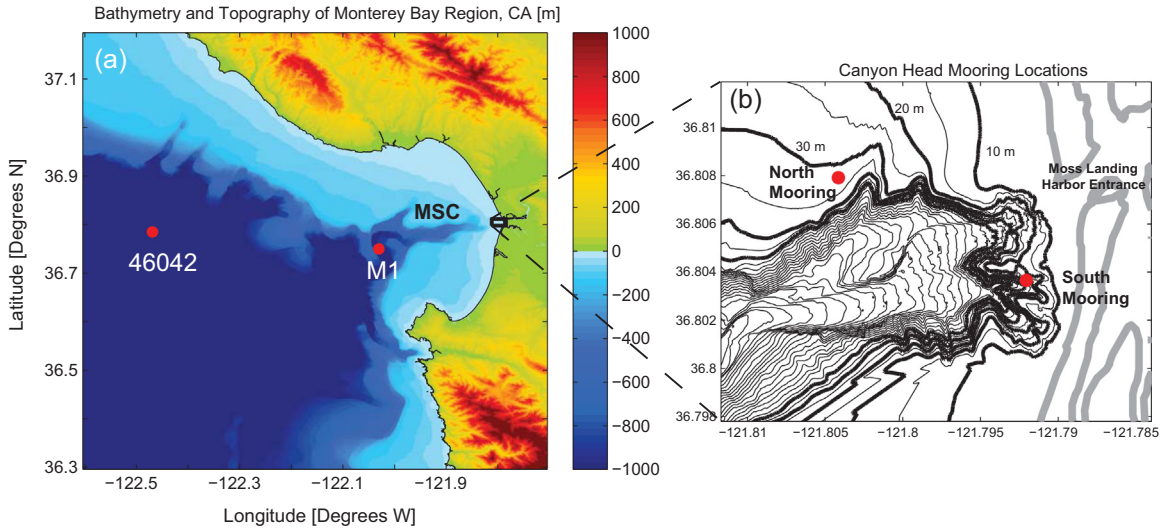 Bathymetry and Topography of Monterey Bay Region, CA [m]
(a)
37.1
36.9
36.7
36.5
36.3
Latitude [Degrees N]
−122.5
−122.3
−122.1
−121.9
Longitude [Degrees W]
46042
M1
MSC
1000
800
600
400
200
0
−200
−400
−600
−800
−1000
Canyon Head Mooring Locations
(b)
36.81
36.808
36.806
36.804
36.802
36.8
36.798
−121.81
−121.805
−121.8
−121.795
−121.79
−121.785
20 m
30 m
10 m
North
Mooring
Moss Landing
Harbor Entrance
South
Mooring